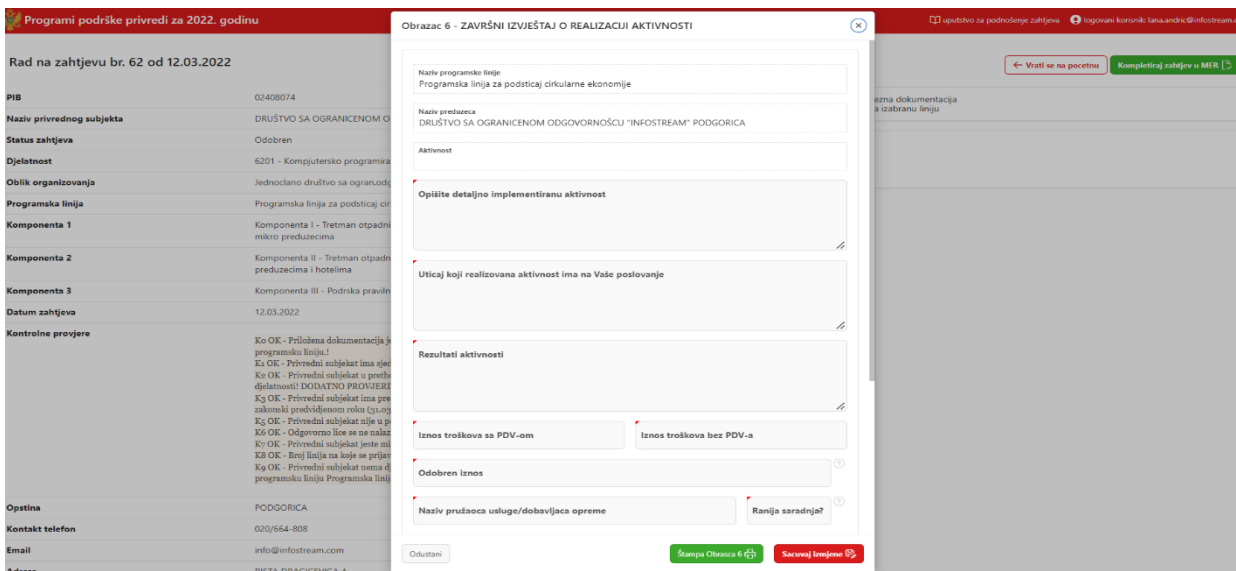 Programi podrške privredi za 2022. godinu
uputstvo za podnošenje zahtjeva
logovani korisnik: lana.andric@infostream.
Rad na zahtjevu br. 62 od 12.03.2022
Vrati se na pocetnu
Kompletiraj zahtjev u MER
PIB 02408074
Naziv privrednog subjekta DRUŠTVO SA OGRANICENOM O
Status zahtjeva Odobren
Djelatnost 6201 - Kompjutersko programira
Oblik organizovanja Jednoclano društvo sa ogran.odg
Programska linija Programska linija za podsticaj cir
Komponenta 1 Komponenta I - Tretman otpadni
mikro preduzecima
Komponenta 2 Komponenta II - Tretman otpadn
preduzecima i hotelima
Komponenta 3 Komponenta III - Podrska praviln
Datum zahtjeva 12.03.2022
Kontrolne provjere
K0 OK - Priložena dokumentacija je
programsku liniju.!
K1 OK - Privredni subjekat ima sjed
K2 OK - Privredni subjekat u preth
djelatnosti! DODATNO PROVJERI
K3 OK - Privredni subjekat ima pre
zakonski predvidjenom roku (31.03
K5 OK - Privredni subjekat nije u p
K6 OK - Odgovorno lice se ne nalaz
K7 OK - Privredni subjekat jeste mi
K8 OK - Broj linija na koje se prijav
K9 OK - Privredni subjekat nema d
programsku liniju Programska linij
Opstina PODGORICA
Kontakt telefon 020/664-808
Email info@infostream.com
Obrazac 6 - ZAVRŠNI IZVJEŠTAJ O REALIZACIJI AKTIVNOSTI
Naziv programske linije
Programska linija za podsticaj cirkularne ekonomije
Naziv preduzeca
DRUŠTVO SA OGRANICENOM ODGOVORNOŠCU "INFOSTREAM" PODGORICA
Aktivnost
Opišite detaljno implementiranu aktivnost
Uticaj koji realizovana aktivnost ima na Vaše poslovanje
Rezultati aktivnosti
Iznos troškova sa PDV-om
Iznos troškova bez PDV-a
Odobren iznos
Naziv pružaoca usluge/dobavljaca opreme
Ranija saradnja?
Odustani
Štampa Obrasca 6
Sacuvaj izmjene
ezna dokumentacija
a izabranu liniju